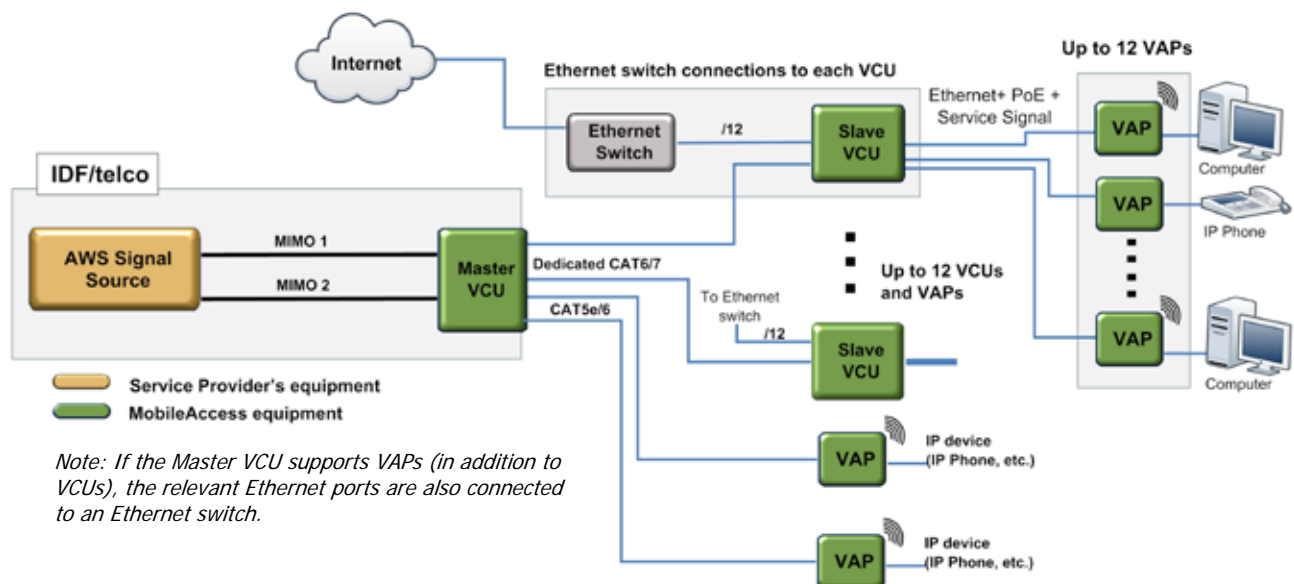 Internet
Ethernet switch connections to each VCU
Ethernet
Switch
/12
Slave
VCU
Ethernet+ PoE +
Service Signal
Up to 12 VAPs
VAP
Computer
VAP
IP Phone
VAP
Computer
IDF/telco
AWS Signal
Source
MIMO 1
MIMO 2
Master
VCU
Dedicated CAT6/7
CAT5e/6
Up to 12 VCUs
and VAPs
To Ethernet
switch
/12
Slave
VCU
VAP
IP device
(IP Phone, etc.)
VAP
IP device
(IP Phone, etc.)
Service Provider's equipment
MobileAccess equipment
Note: If the Master VCU supports VAPs (in addition to
VCUs), the relevant Ethernet ports are also connected
to an Ethernet switch.